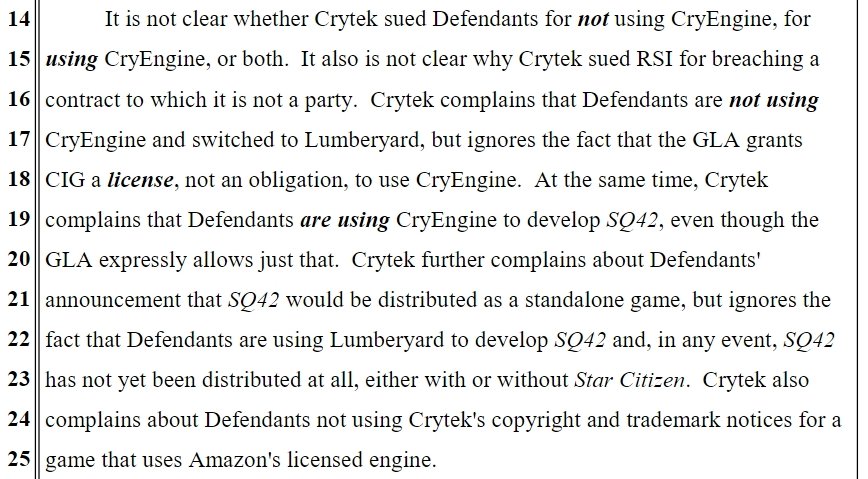 14 It is not clear whether Crytek sued Defendants for not using CryEngine, for
15 using CryEngine, or both.  It also is not clear why Crytek sued RSI for breaching a
16 contract to which it is not a party.  Crytek complains that Defendants are not using
17 CryEngine and switched to Lumberyard, but ignores the fact that the GLA grants
18 CIG a license, not an obligation, to use CryEngine.  At the same time, Crytek
19 complains that Defendants are using CryEngine to develop SQ42, even though the
20 GLA expressly allows just that.  Crytek further complains about Defendants'
21 announcement that SQ42 would be distributed as a standalone game, but ignores the
22 fact that Defendants are using Lumberyard to develop SQ42 and, in any event, SQ42
23 has not yet been distributed at all, either with or without Star Citizen.  Crytek also
24 complains about Defendants not using Crytek's copyright and trademark notices for a
25 game that uses Amazon's licensed engine.